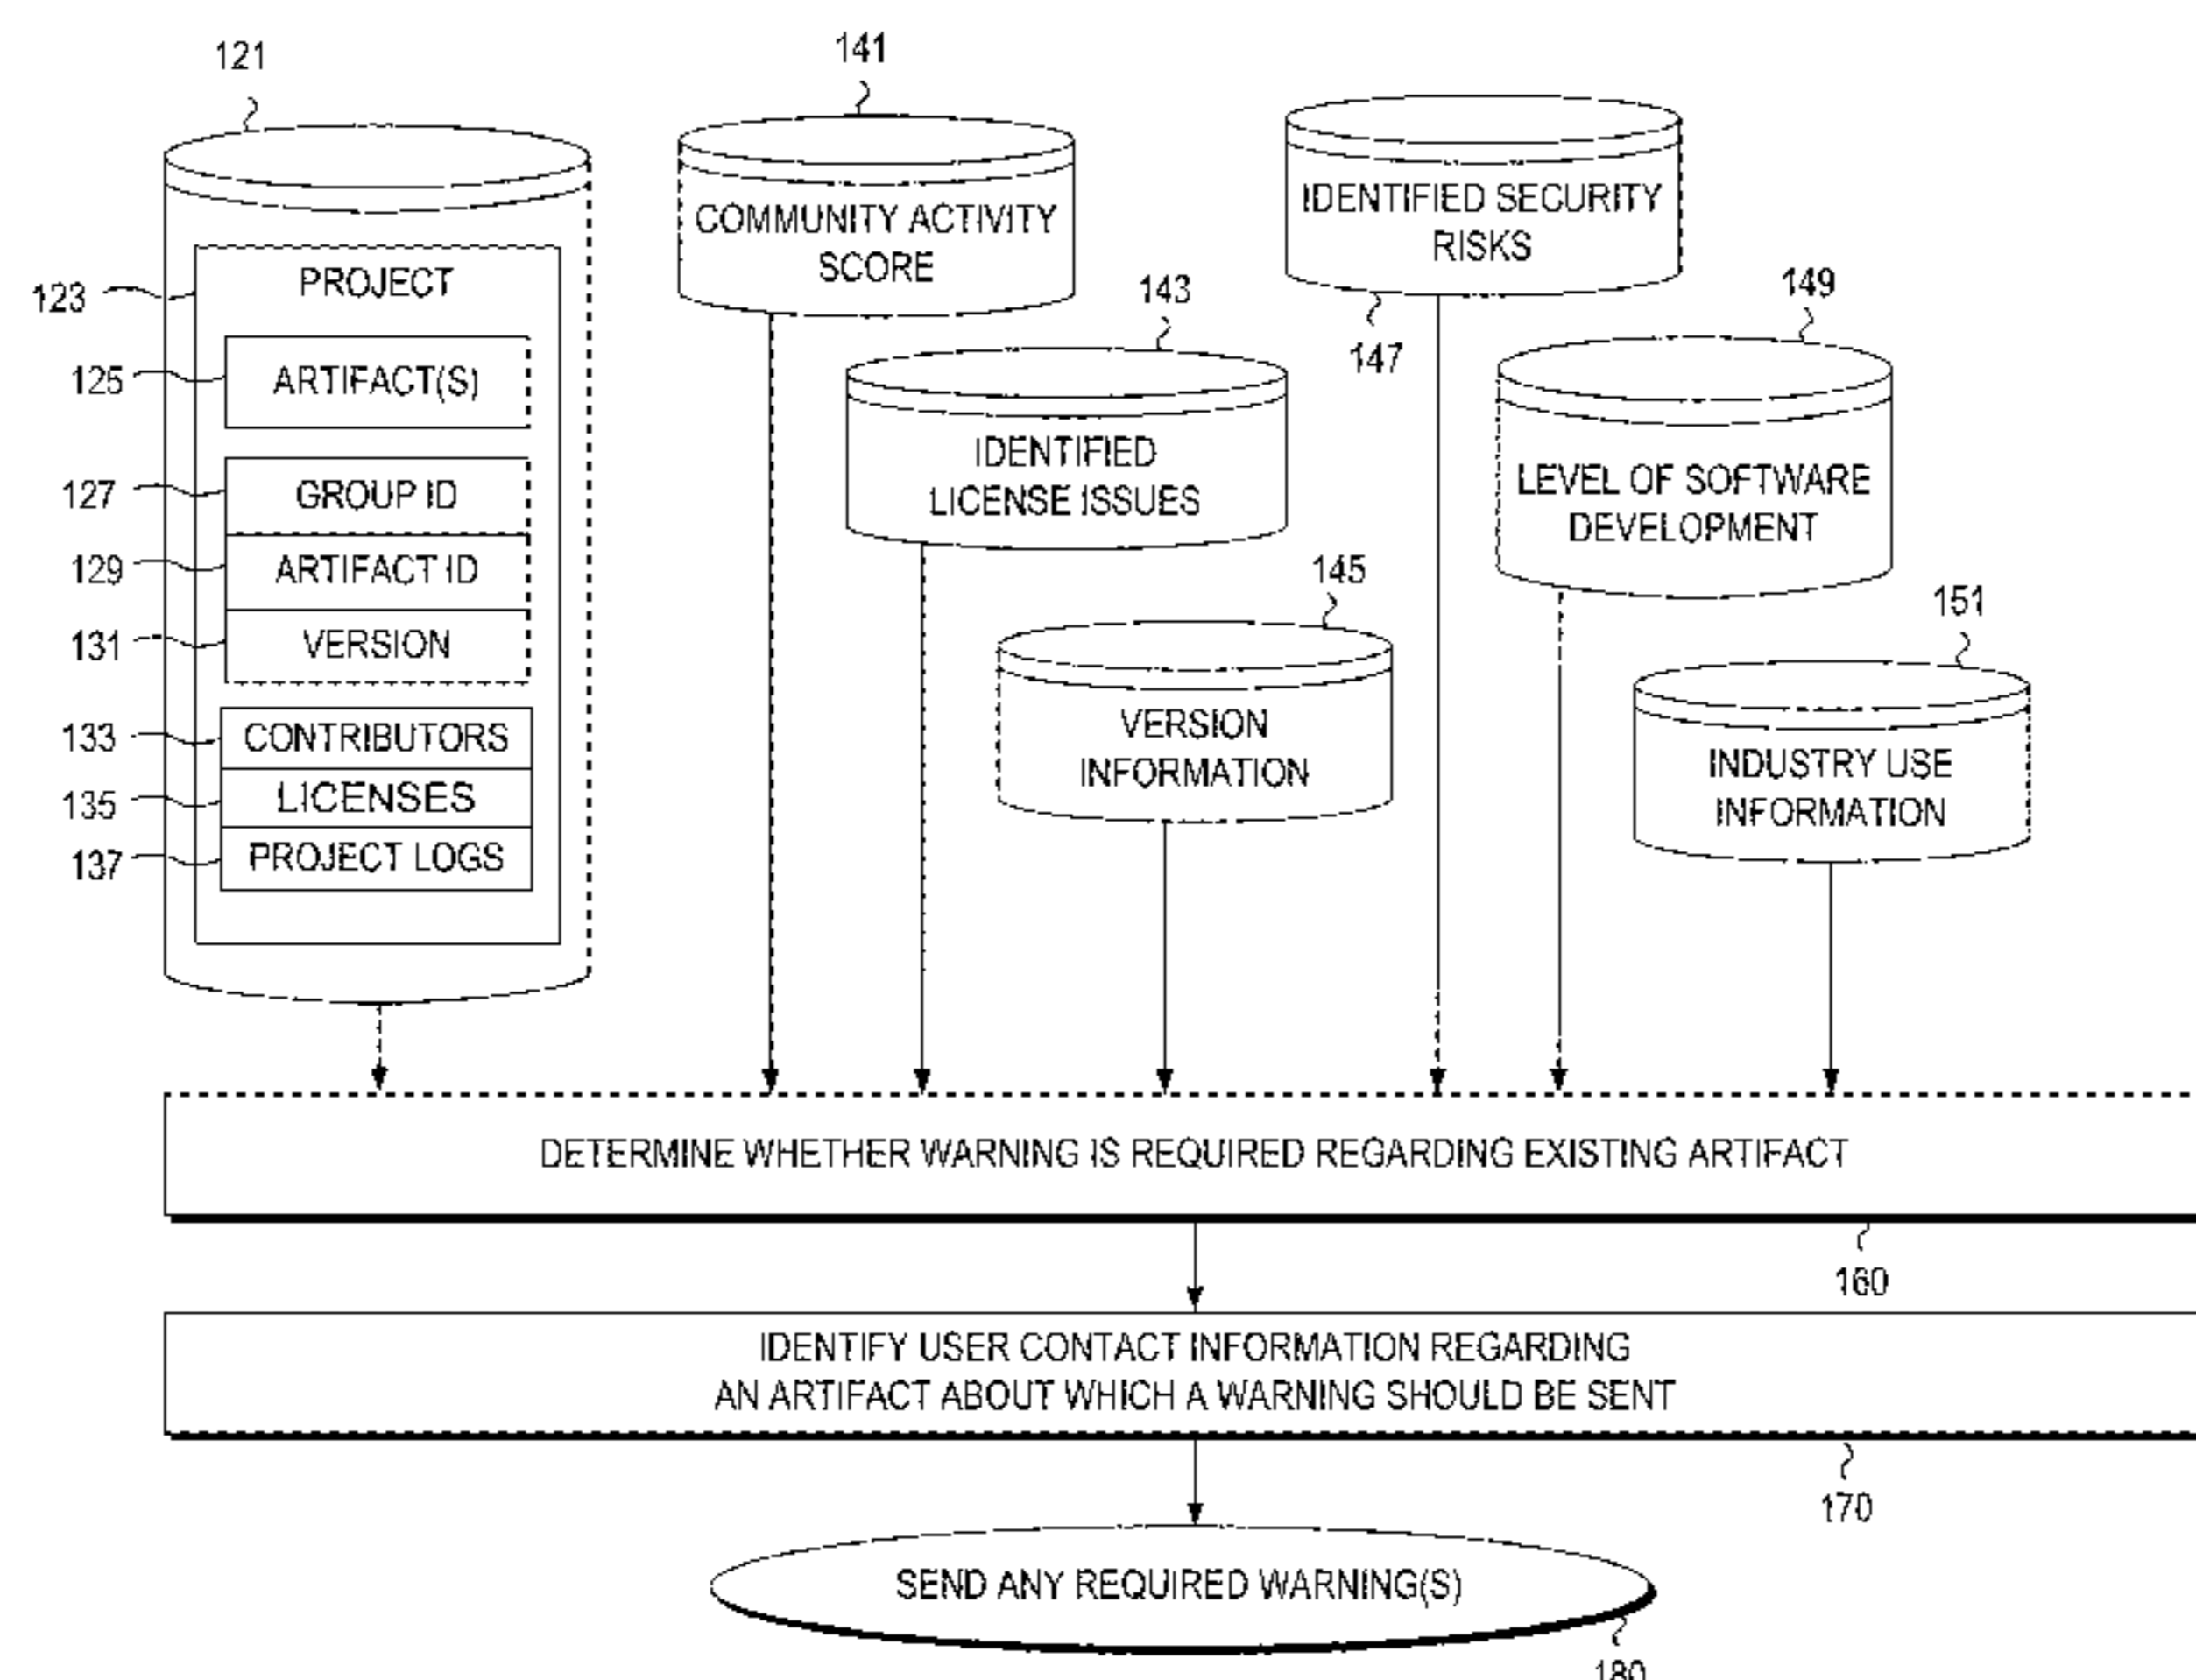 121
123
PROJECT
125
ARTIFACT(S)
127
GROUP ID
129
ARTIFACT ID
131
VERSION
133
CONTRIBUTORS
135
LICENSES
137
PROJECT LOGS
141
COMMUNITY ACTIVITY
SCORE
143
IDENTIFIED
LICENSE ISSUES
145
VERSION
INFORMATION
IDENTIFIED SECURITY
RISKS
147
149
LEVEL OF SOFTWARE
DEVELOPMENT
151
INDUSTRY USE
INFORMATION
DETERMINE WHETHER WARNING IS REQUIRED REGARDING EXISTING ARTIFACT
160
IDENTIFY USER CONTACT INFORMATION REGARDING
AN ARTIFACT ABOUT WHICH A WARNING SHOULD BE SENT
170
SEND ANY REQUIRED WARNING(S)
180